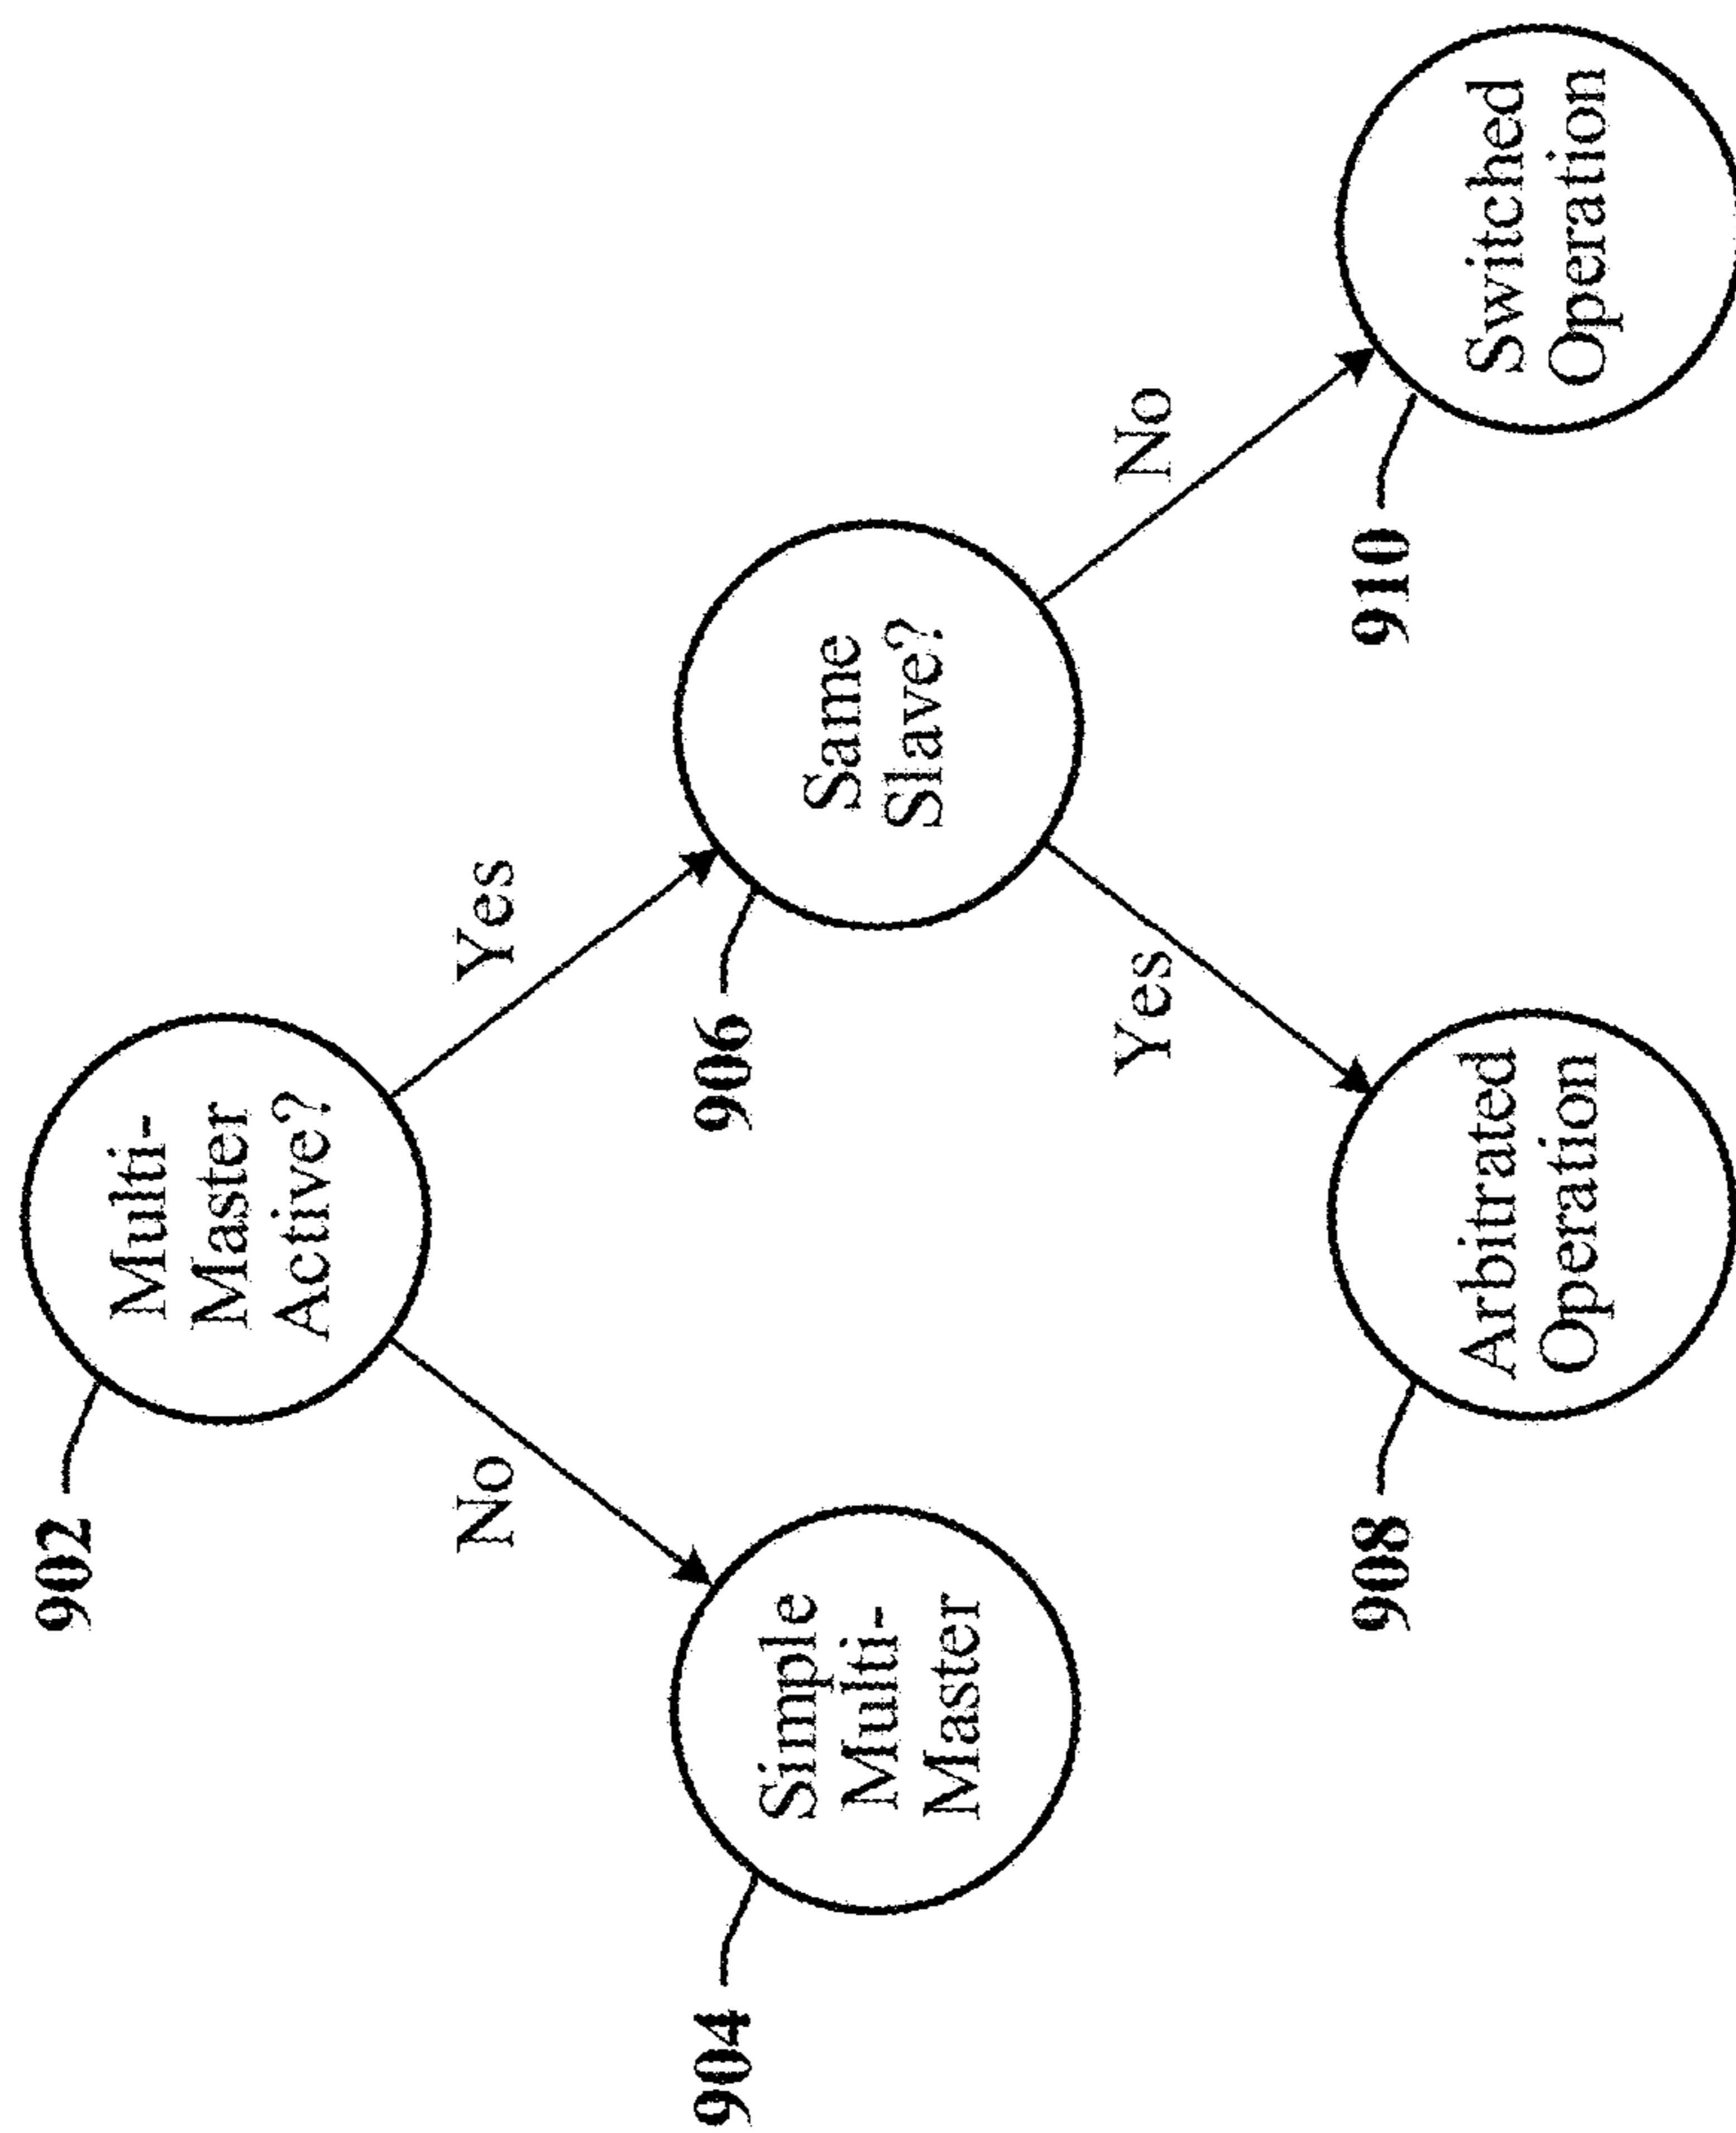 902
Multi-
Master
Active?
No
Yes
904
Simple
Multi-
Master
906
Same
Slave?
Yes
No
908
Arbitrated
Operation
910
Switched
Operation